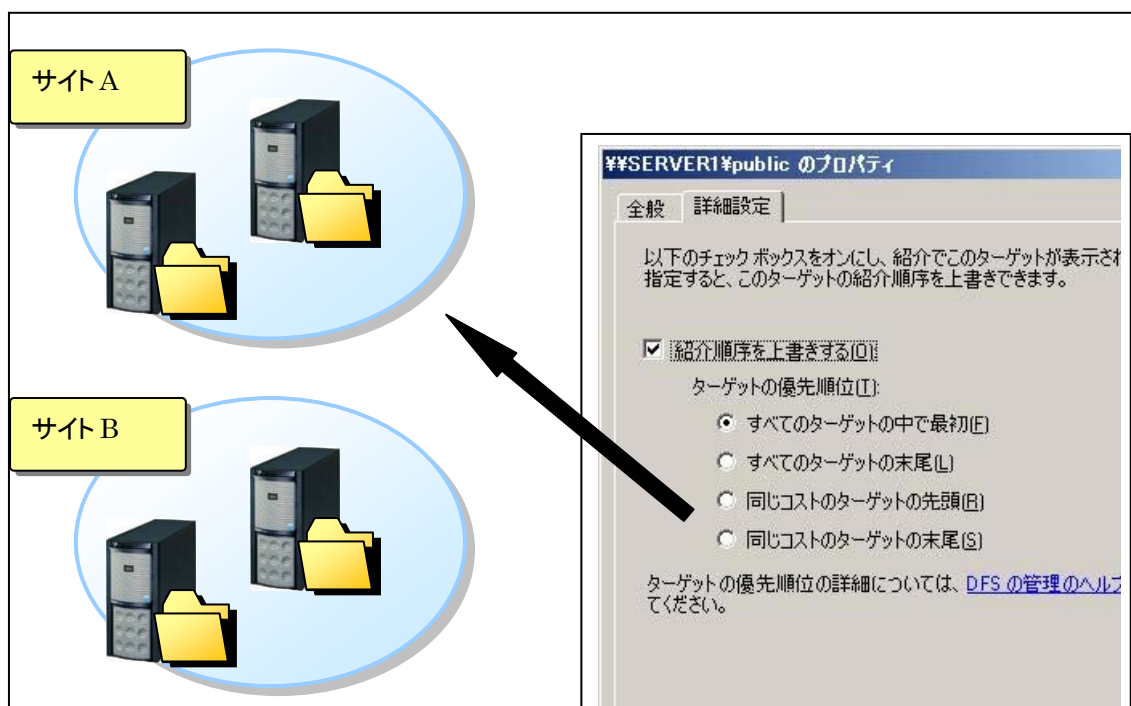 サイト A
サイト B
¥¥SERVER1¥public のプロパティ
全般
詳細設定
以下のチェック ボックスをオンにし、紹介でこのターゲットが表示され
指定すると、このターゲットの紹介順序を上書きできます。
紹介順序を上書きする(O)
ターゲットの優先順位(T):
すべてのターゲットの中で最初(F)
すべてのターゲットの末尾(L)
同じコストのターゲットの先頭(R)
同じコストのターゲットの末尾(S)
ターゲットの優先順位の詳細については、DFS の管理のヘルプ
てください。